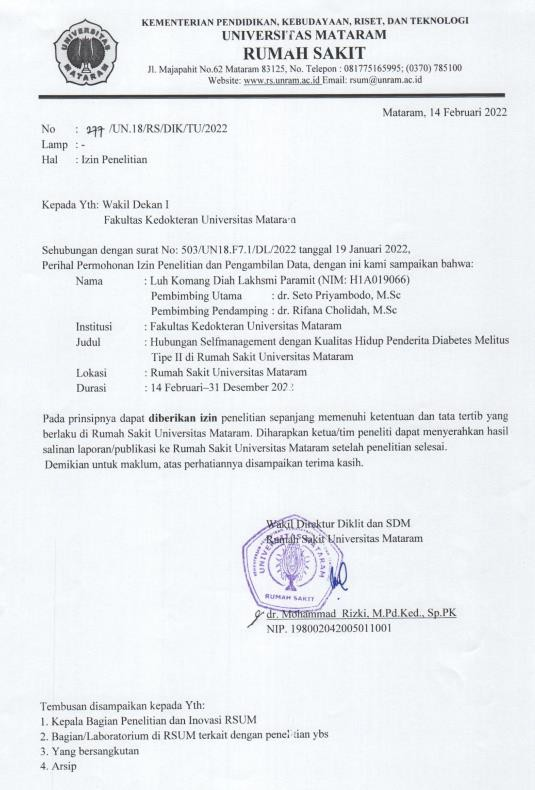 KEMENTERIAN PENDIDIKAN, KEBUDAYAAN, RISET, DAN TEKNOLOGI
UNIVERSITAS MATARAM
RUMAH SAKIT
Jl. Majapahit No.62 Mataram 83125, No. Telepon : 081775165995; (0370) 785100
Website: www.rs.unram.ac.id Email: rsum@unram.ac.id
UNIVERSITAS MATARAM
Mataram, 14 Februari 2022
No : 277 /UN.18/RS/DIK/TU/2022
Lamp : -
Hal : Izin Penelitian
Kepada Yth: Wakil Dekan I
Fakultas Kedokteran Universitas Mataram
Sehubungan dengan surat No: 503/UN18.F7.1/DL/2022 tanggal 19 Januari 2022,
Perihal Permohonan Izin Penelitian dan Pengambilan Data, dengan ini kami sampaikan bahwa:
Nama : Luh Komang Diah Lakhsmi Paramit (NIM: H1A019066)
Pembimbing Utama : dr. Seto Priyambodo, M.Sc
Pembimbing Pendamping : dr. Rifana Cholidah, M.Sc
Institusi : Fakultas Kedokteran Universitas Mataram
Judul : Hubungan Selfmanagement dengan Kualitas Hidup Penderita Diabetes Melitus
Tipe II di Rumah Sakit Universitas Mataram
Lokasi : Rumah Sakit Universitas Mataram
Durasi : 14 Februari–31 Desember 2022
Pada prinsipnya dapat diberikan izin penelitian sepanjang memenuhi ketentuan dan tata tertib yang
berlaku di Rumah Sakit Universitas Mataram. Diharapkan ketua/tim peneliti dapat menyerahkan hasil
salinan laporan/publikasi ke Rumah Sakit Universitas Mataram setelah penelitian selesai.
Demikian untuk maklum, atas perhatiannya disampaikan terima kasih.
Wakil Direktur Diklit dan SDM
Rumah Sakit Universitas Mataram
UNIVERSITAS MATARAM
RUMAH SAKIT
dr. Mohammad Rizki, M.Pd.Ked., Sp.PK
NIP. 198002042005011001
Tembusan disampaikan kepada Yth:
1. Kepala Bagian Penelitian dan Inovasi RSUM
2. Bagian/Laboratorium di RSUM terkait dengan penelitian ybs
3. Yang bersangkutan
4. Arsip